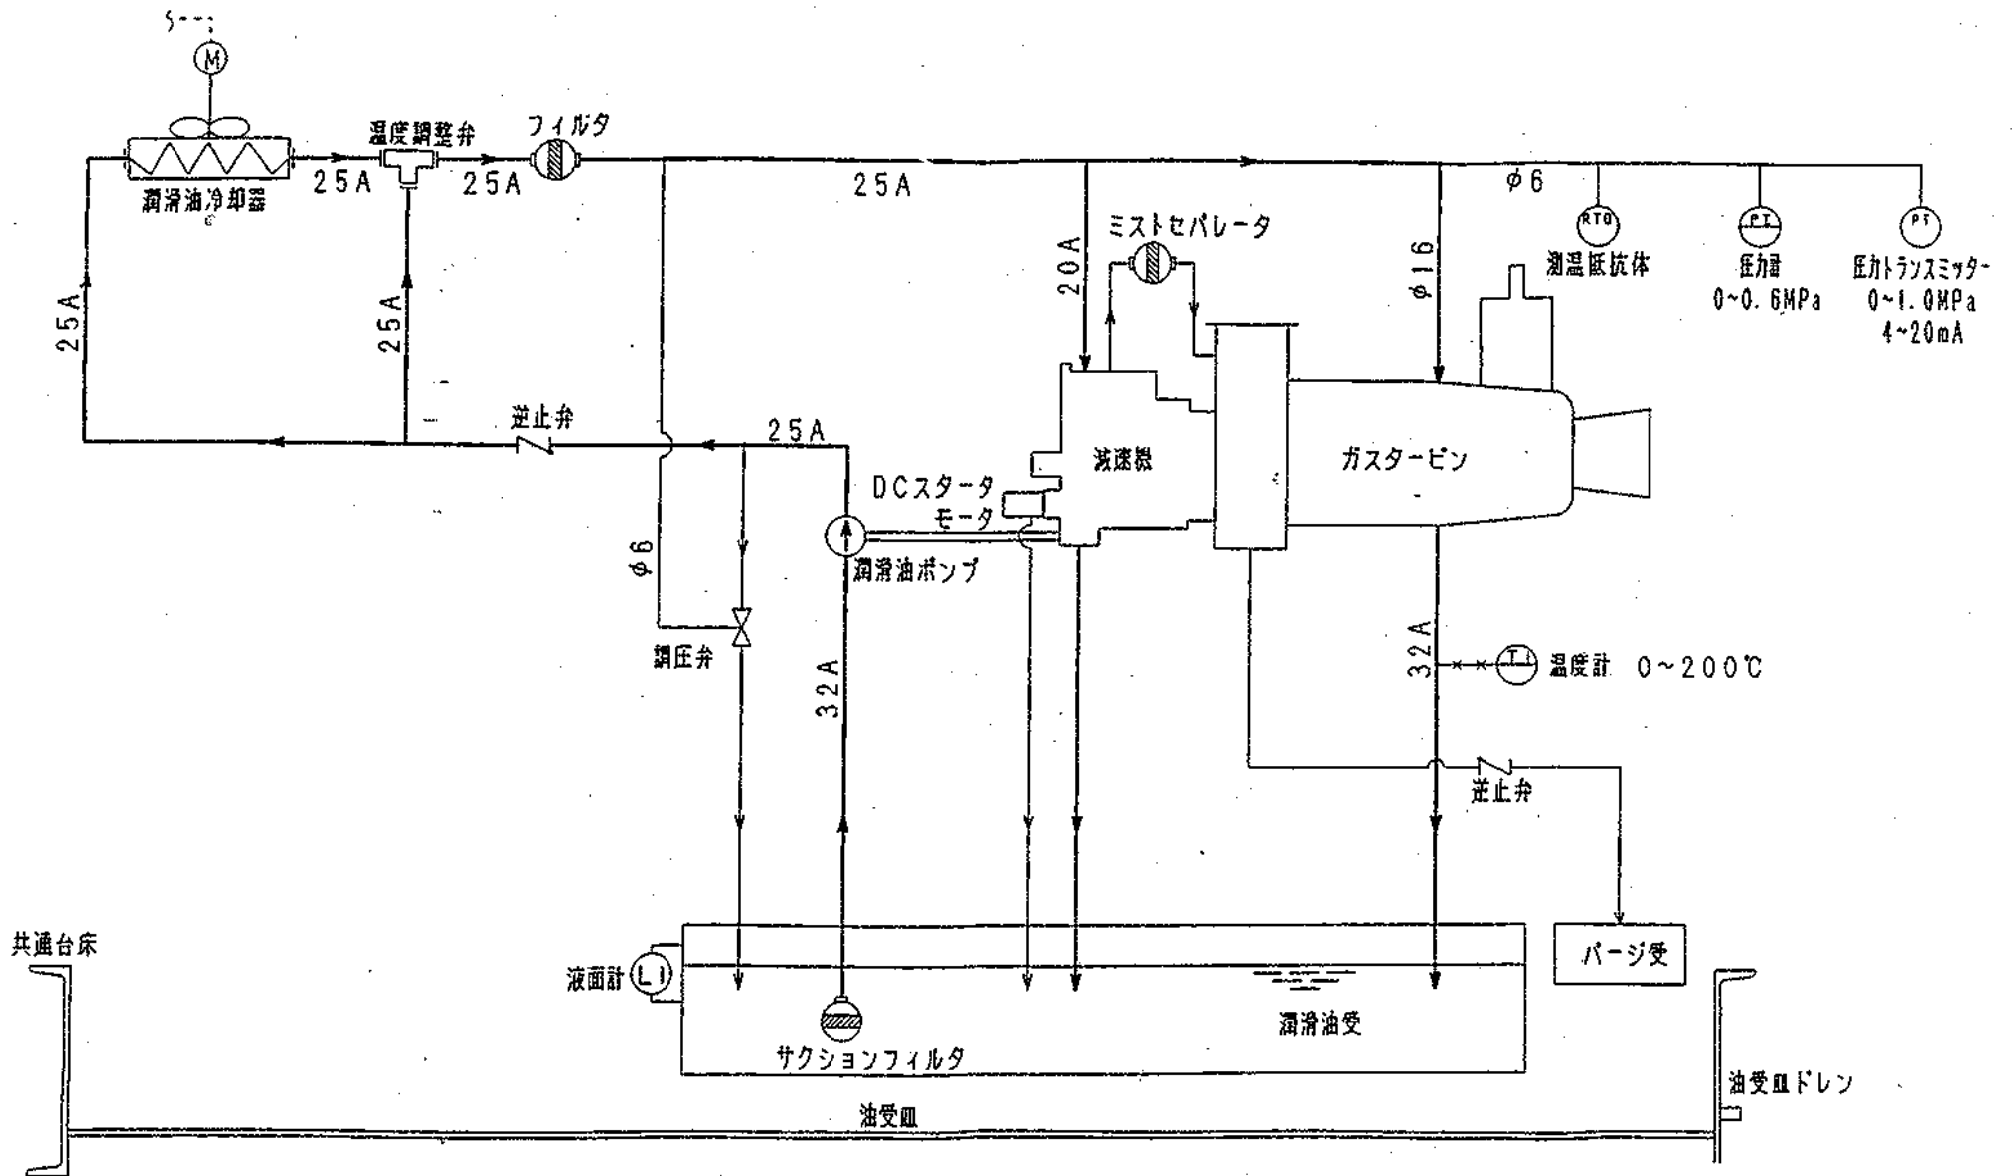 M
温度調整弁
フィルタ
25A
25A
25A
φ6
潤滑油冷却器
ミストセパレータ
20A
φ16
RTD
測温抵抗体
PI
圧力計
0~0.6MPa
PT
圧力トランスミッター
0~1.0MPa
4~20mA
25A
25A
逆止弁
25A
DCスタータ
モータ
減速機
ガスタービン
φ6
潤滑油ポンプ
調圧弁
32A
32A
TI
温度計 0~200℃
逆止弁
共通台床
液面計
LI
パージ受
潤滑油受
サクションフィルタ
油受皿
油受皿ドレン